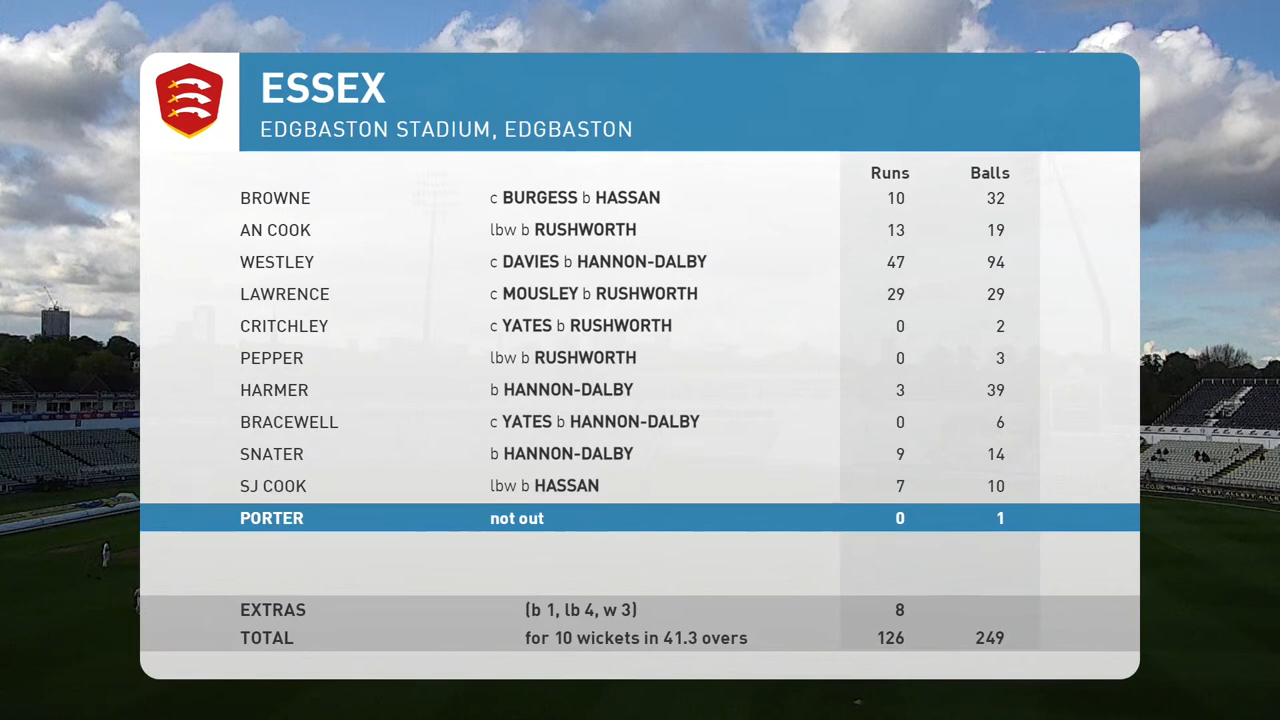 ESSEX
EDGBASTON STADIUM, EDGBASTON
Runs Balls
BROWNE c BURGESS b HASSAN 10 32
AN COOK lbw b RUSHWORTH 13 19
WESTLEY c DAVIES b HANNON-DALBY 47 94
LAWRENCE c MOUSLEY b RUSHWORTH 29 29
CRITCHLEY c YATES b RUSHWORTH 0 2
PEPPER lbw b RUSHWORTH 0 3
HARMER b HANNON-DALBY 3 39
BRACEWELL c YATES b HANNON-DALBY 0 6
SNATER b HANNON-DALBY 9 14
SJ COOK lbw b HASSAN 7 10
PORTER not out 0 1
EXTRAS (b 1, lb 4, w 3) 8
TOTAL for 10 wickets in 41.3 overs 126 249